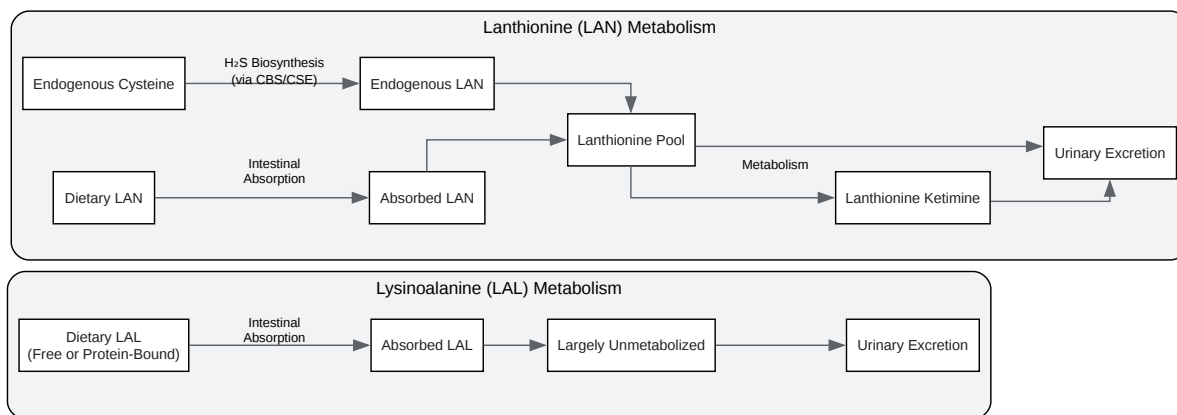 Lanthionine (LAN) Metabolism
H₂S Biosynthesis
(via CBS/CSE)
Endogenous Cysteine
Endogenous LAN
Lanthionine Pool
Urinary Excretion
Intestinal
Absorption
Metabolism
Dietary LAN
Absorbed LAN
Lanthionine Ketimine
Lysinoalanine (LAL) Metabolism
Dietary LAL
(Free or Protein-Bound)
Intestinal
Absorption
Absorbed LAL
Largely Unmetabolized
Urinary Excretion